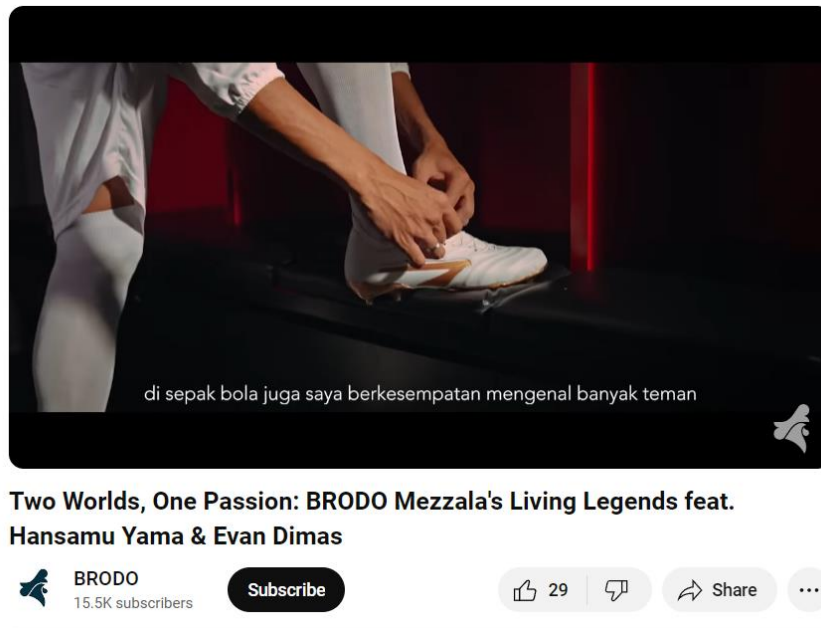 di sepak bola juga saya berkesempatan mengenal banyak teman
Two Worlds, One Passion: BRODO Mezzala's Living Legends feat.
Hansamu Yama & Evan Dimas
BRODO
15.5K subscribers
Subscribe
29
Share